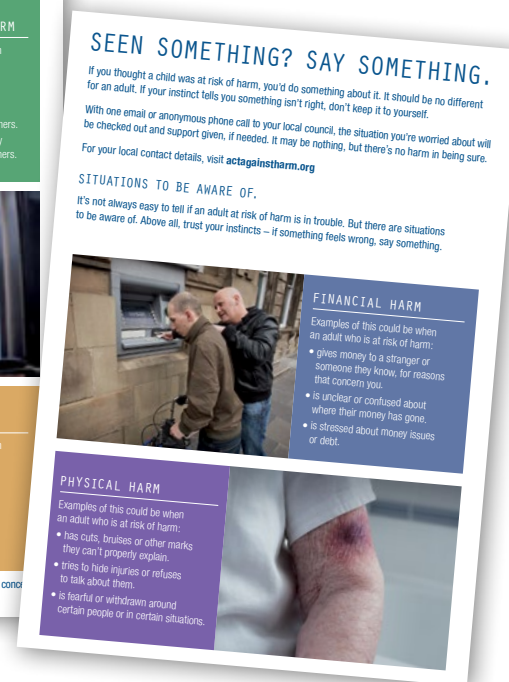 RM
ners.
ners.
conc
SEEN SOMETHING? SAY SOMETHING.
If you thought a child was at risk of harm, you'd do something about it. It should be no different
for an adult. If your instinct tells you something isn't right, don't keep it to yourself.
With one email or anonymous phone call to your local council, the situation you're worried about will
be checked out and support given, if needed. It may be nothing, but there's no harm in being sure.
For your local contact details, visit actagainstharm.org
SITUATIONS TO BE AWARE OF.
It's not always easy to tell if an adult at risk of harm is in trouble. But there are situations
to be aware of. Above all, trust your instincts – if something feels wrong, say something.
FINANCIAL HARM
Examples of this could be when
an adult who is at risk of harm:
• gives money to a stranger or
someone they know, for reasons
that concern you.
• is unclear or confused about
where their money has gone.
• is stressed about money issues
or debt.
PHYSICAL HARM
Examples of this could be when
an adult who is at risk of harm:
• has cuts, bruises or other marks
they can't properly explain.
• tries to hide injuries or refuses
to talk about them.
• is fearful or withdrawn around
certain people or in certain situations.